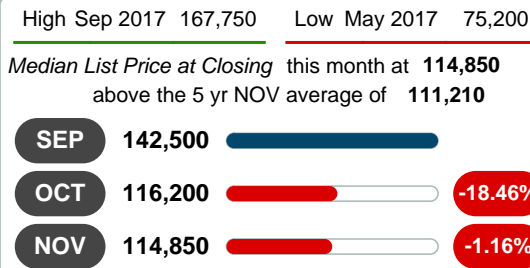 High Sep 2017 167,750 Low May 2017 75,200
Median List Price at Closing this month at 114,850
above the 5 yr NOV average of 111,210
SEP 142,500
OCT 116,200 -18.46%
NOV 114,850 -1.16%